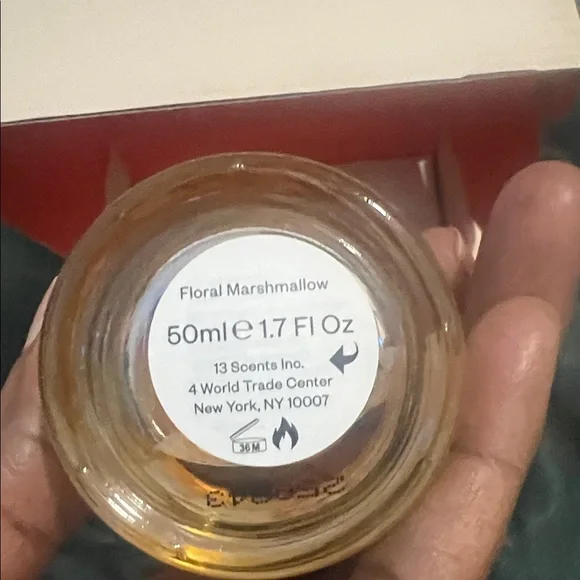 Floral Marshmallow
50ml e 1.7 Fl Oz
13 Scents Inc.
4 World Trade Center
New York, NY 10007
36M